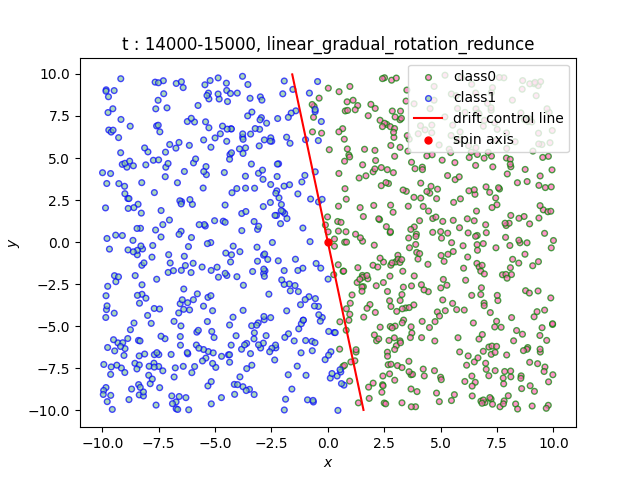 t : 14000-15000, linear_gradual_rotation_redunce
class0
class1
drift control line
spin axis
y
10.0
7.5
5.0
2.5
0.0
−2.5
−5.0
−7.5
−10.0
−10.0 −7.5 −5.0 −2.5 0.0 2.5 5.0 7.5 10.0
x